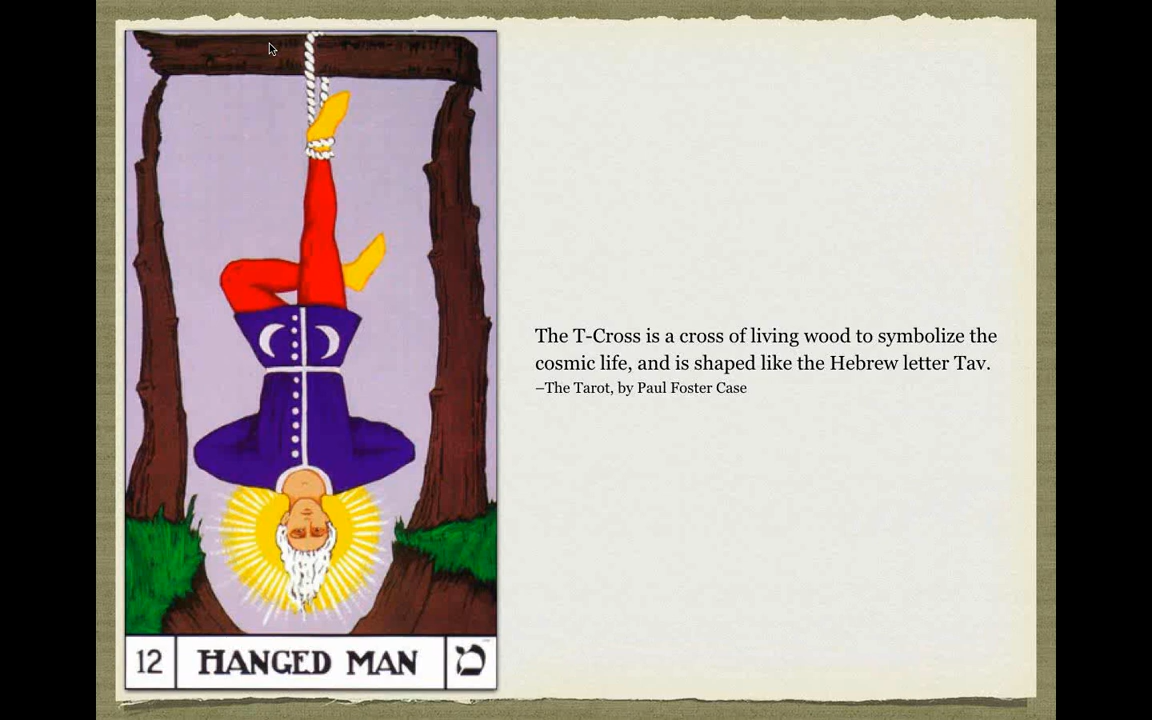 The T-Cross is a cross of living wood to symbolize the
cosmic life, and is shaped like the Hebrew letter Tav.
–The Tarot, by Paul Foster Case
12 HANGED MAN מ